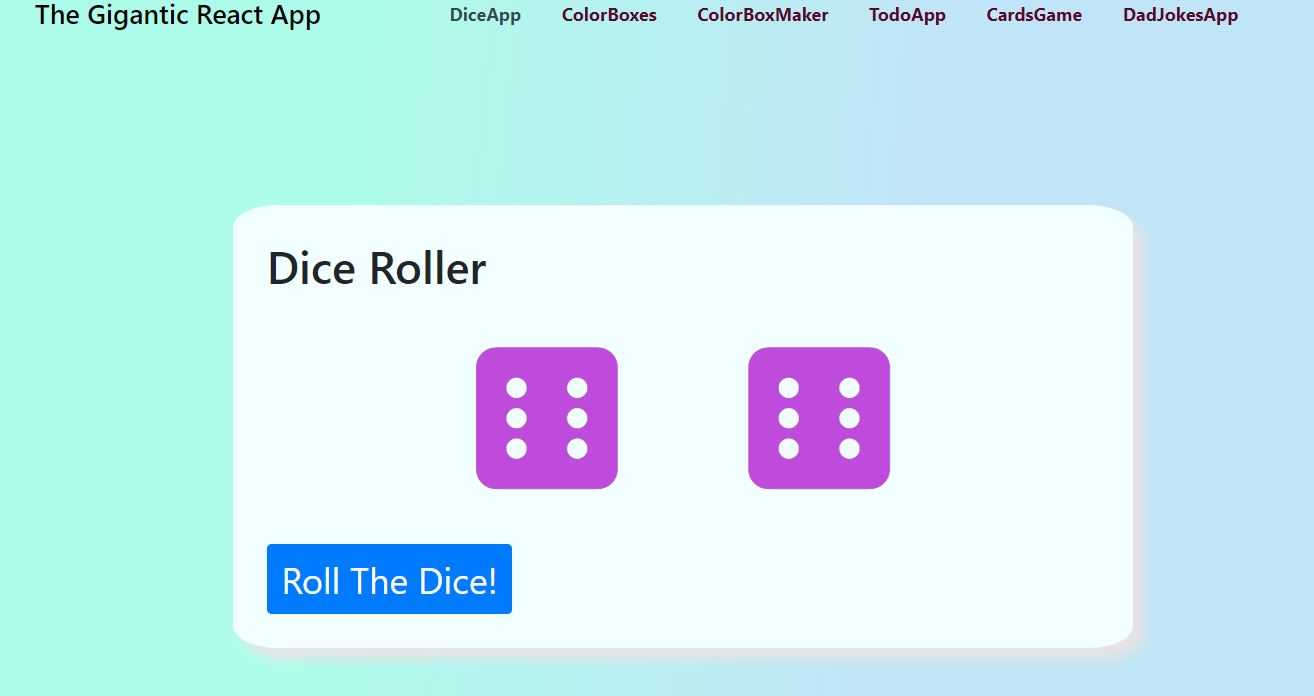 The Gigantic React App DiceApp ColorBoxes ColorBoxMaker TodoApp CardsGame DadJokesApp
Dice Roller
Roll The Dice!